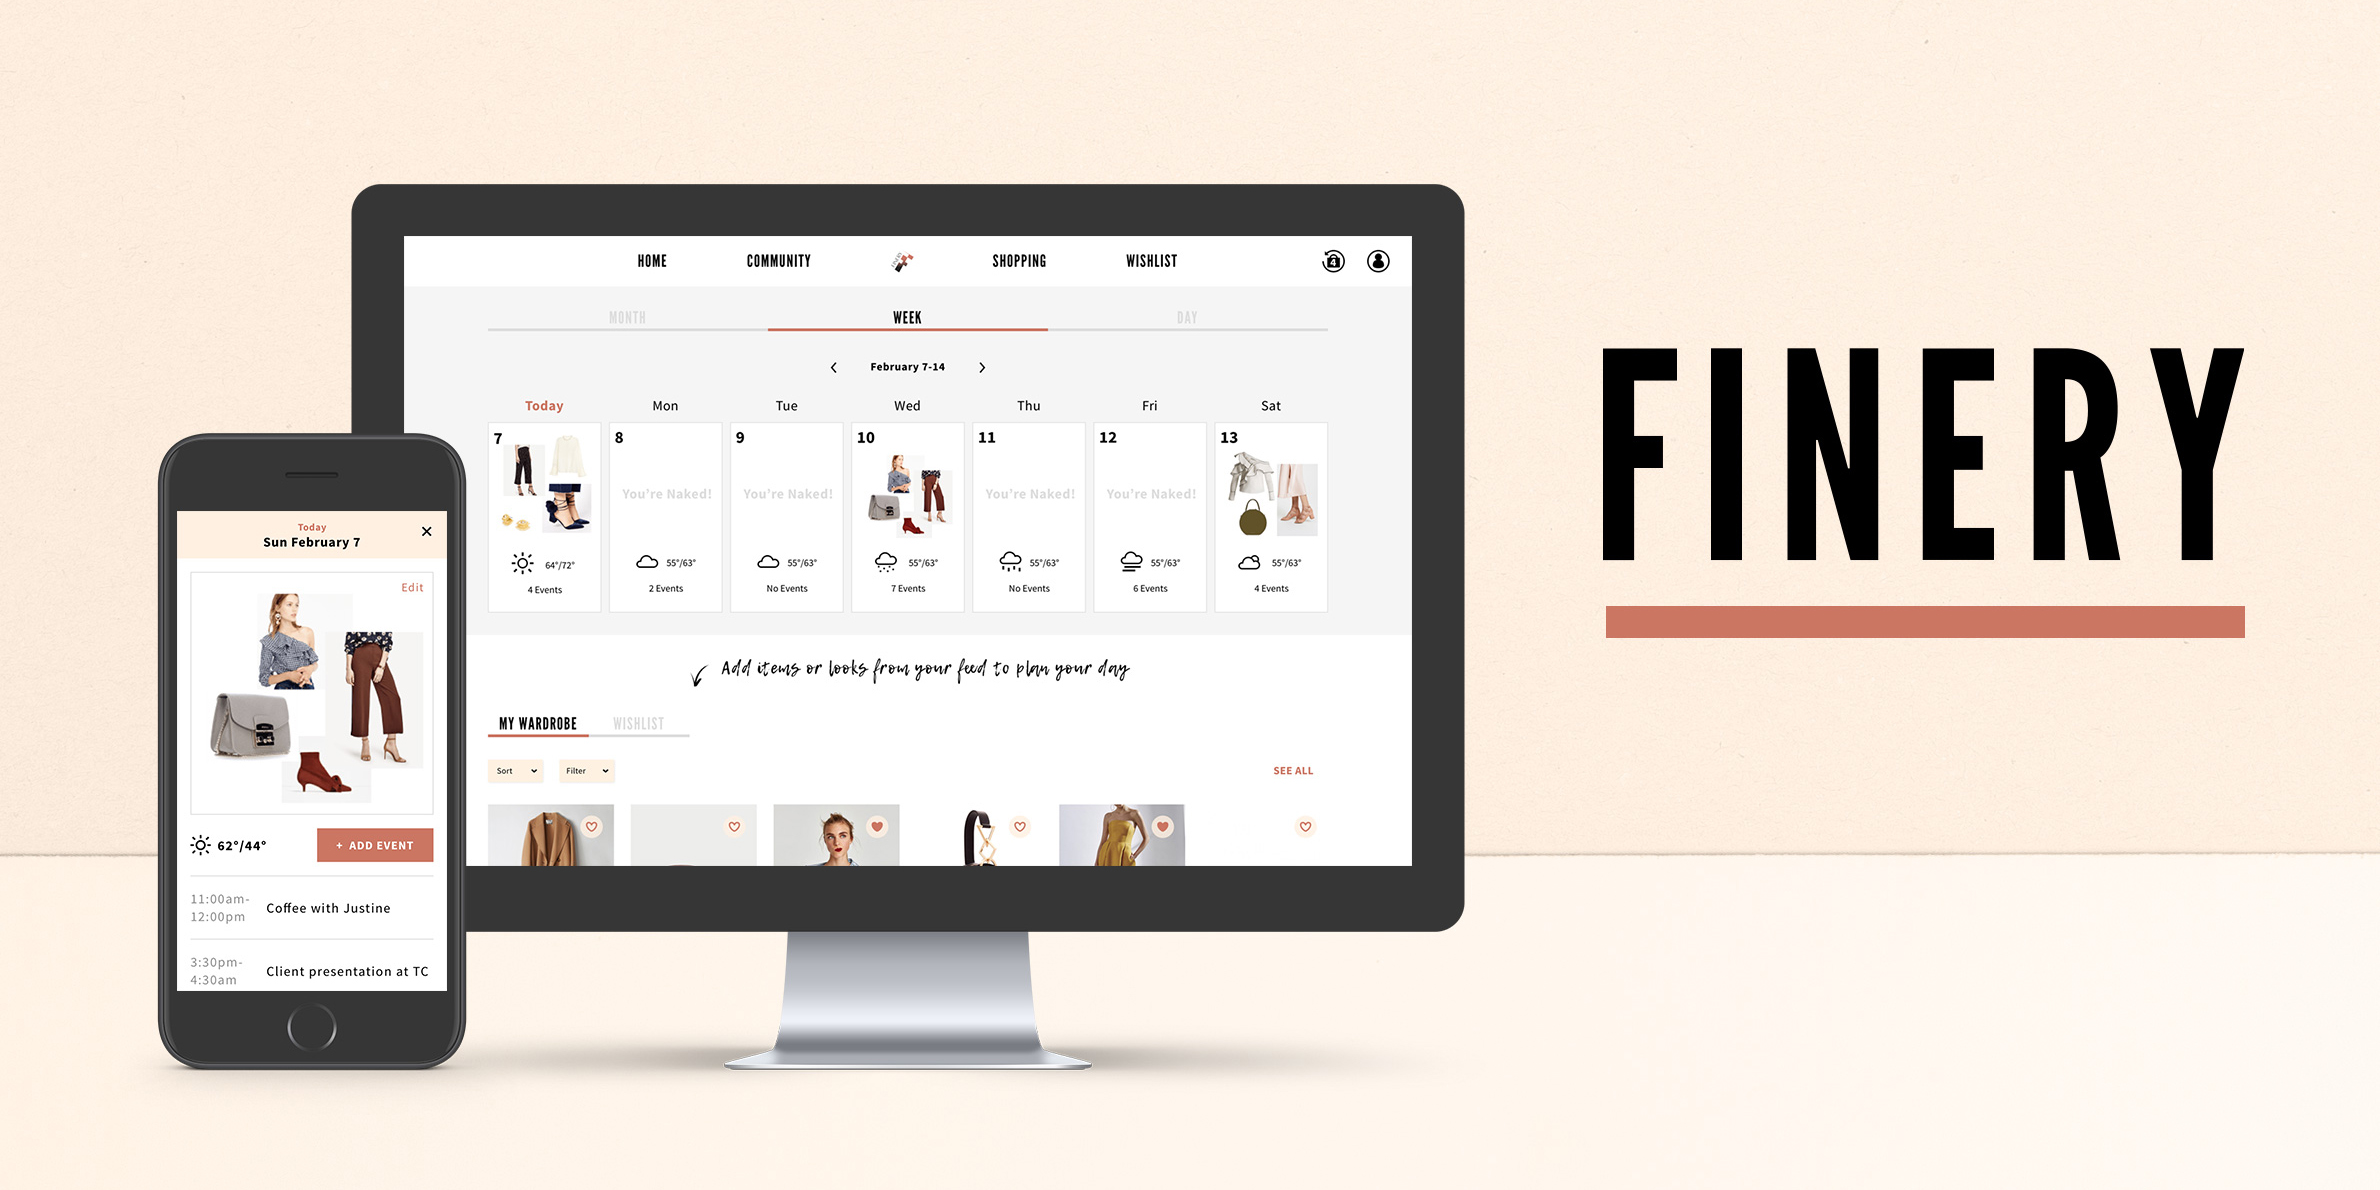 HOME COMMUNITY SHOPPING WISHLIST
4
MONTH WEEK DAY
February 7-14
Today Mon Tue Wed Thu Fri Sat
7 8 9 10 11 12 13
You're Naked! You're Naked! You're Naked! You're Naked!
64°/72° 55°/63° 55°/63° 55°/63° 55°/63° 55°/63° 55°/63°
4 Events 2 Events No Events 7 Events No Events 6 Events 4 Events
Add items or looks from your feed to plan your day
MY WARDROBE WISHLIST
Sort Filter SEE ALL
Today
Sun February 7
Edit
62°/44° + ADD EVENT
11:00am-
12:00pm
Coffee with Justine
3:30pm-
4:30am
Client presentation at TC
FINERY